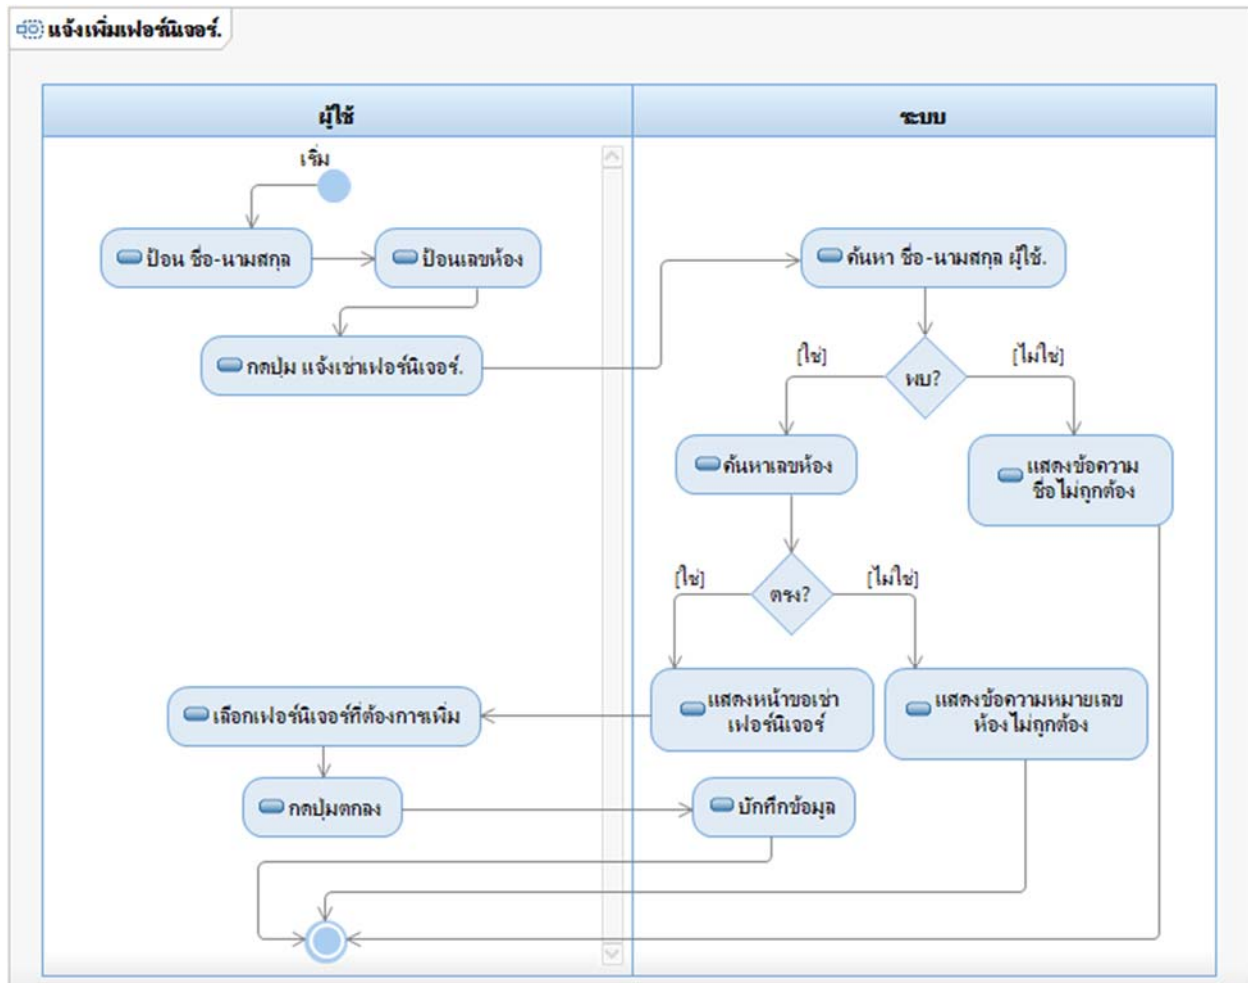 แจ้งเพิ่มเฟอร์นิเจอร์.
ผู้ใช้
ระบบ
เริ่ม
ป้อน ชื่อ-นามสกุล
ป้อนเลขห้อง
ค้นหา ชื่อ-นามสกุล ผู้ใช้.
กดปุ่ม แจ้งเช่าเฟอร์นิเจอร์.
[ใช่]
พบ?
[ไม่ใช่]
ค้นหาเลขห้อง
แสดงข้อความ
ชื่อไม่ถูกต้อง
[ใช่]
ตรง?
[ไม่ใช่]
เลือกเฟอร์นิเจอร์ที่ต้องการเพิ่ม
แสดงหน้าขอเช่า
เฟอร์นิเจอร์
แสดงข้อความหมายเลข
ห้องไม่ถูกต้อง
กดปุ่มตกลง
บักทึกข้อมูล